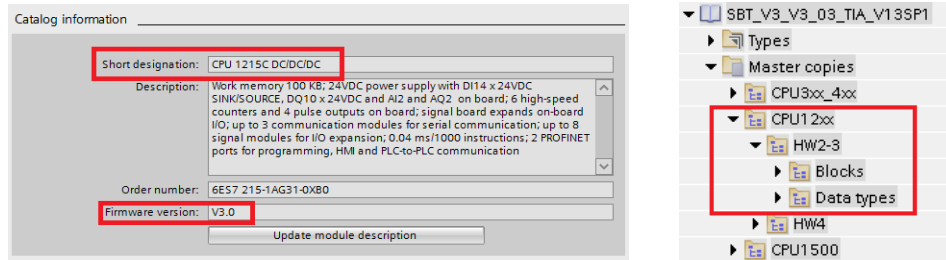 Catalog information
Short designation: CPU 1215C DC/DC/DC
Description: Work memory 100 KB; 24VDC power supply with DI14 x 24VDC
SINK/SOURCE, DQ10 x 24VDC and AI2 and AQ2 on board; 6 high-speed
counters and 4 pulse outputs on board; signal board expands on-board
I/O; up to 3 communication modules for serial communication; up to 8
signal modules for I/O expansion; 0.04 ms/1000 instructions; 2 PROFINET
ports for programming, HMI and PLC-to-PLC communication
Order number: 6ES7 215-1AG31-0XB0
Firmware version: V3.0
Update module description
SBT_V3_V3_03_TIA_V13SP1
Types
Master copies
CPU3xx_4xx
CPU12xx
HW2-3
Blocks
Data types
HW4
CPU1500